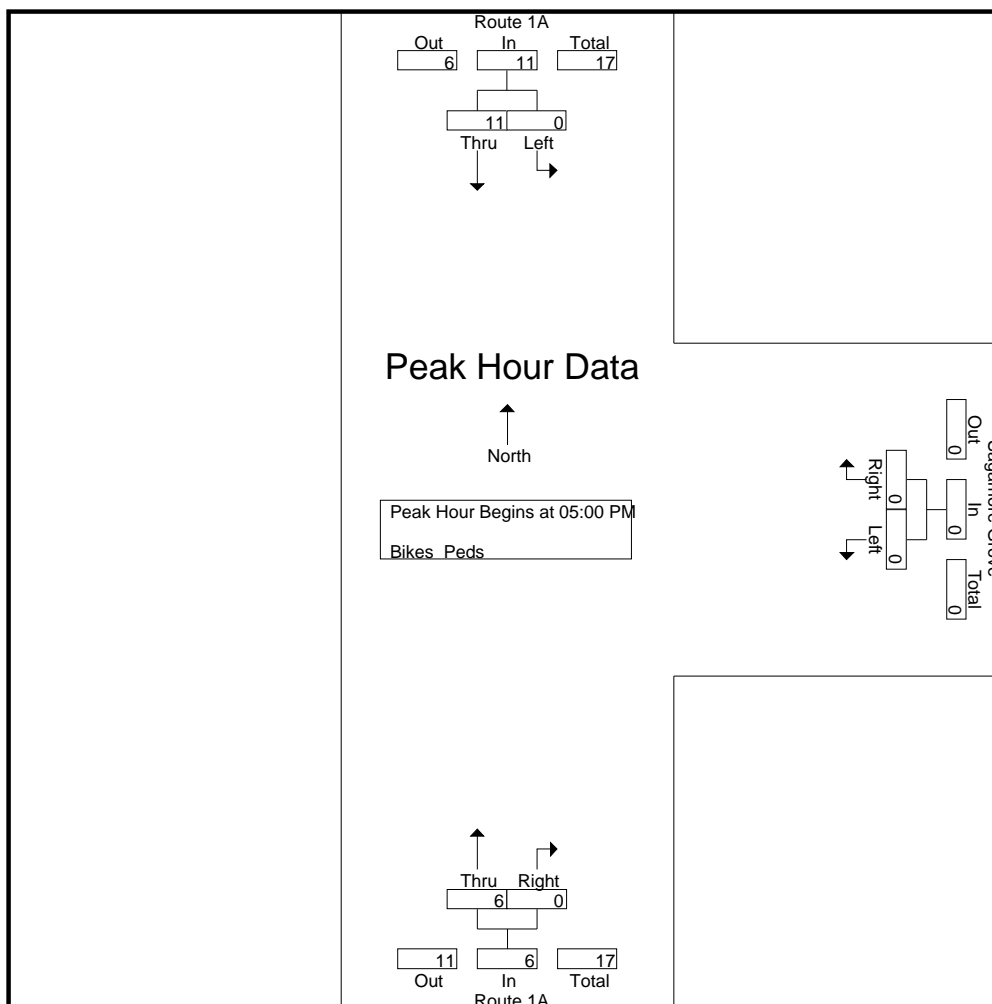 Route 1A
Out In Total
6 11 17
11 0
Thru Left
Peak Hour Data
North
Peak Hour Begins at 05:00 PM
Bikes Peds
Out In Total
0 0 0
Right Left
0 0
Thru Right
6 0
11 6 17
Out In Total
Route 1A